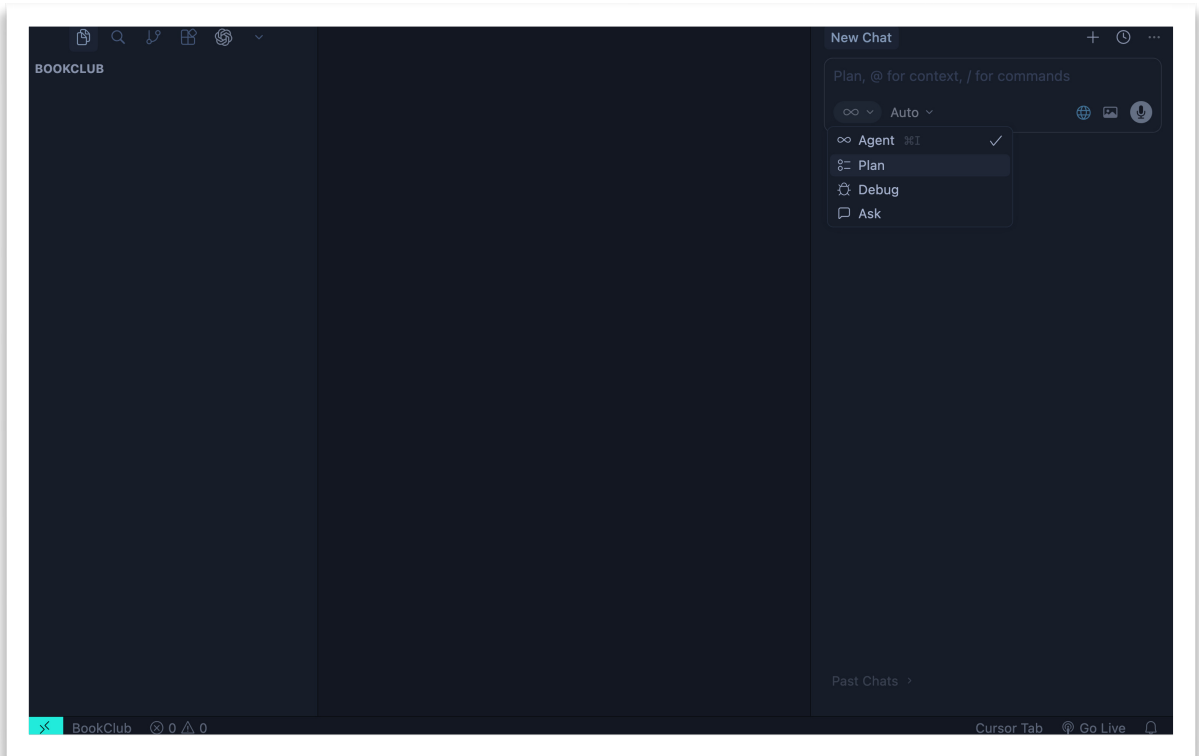 New Chat
BOOKCLUB
Plan, @ for context, / for commands
Auto
Agent ⌘I
Plan
Debug
Ask
Past Chats
BookClub 0 0
Cursor Tab Go Live